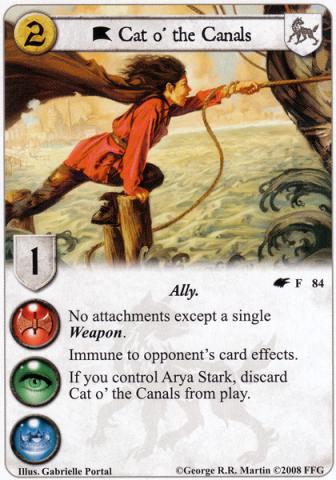 2
Cat o' the Canals
1
Ally.
F 84
No attachments except a single
Weapon.
Immune to opponent's card effects.
If you control Arya Stark, discard
Cat o' the Canals from play.
Illus. Gabrielle Portal
©George R.R. Martin ©2008 FFG